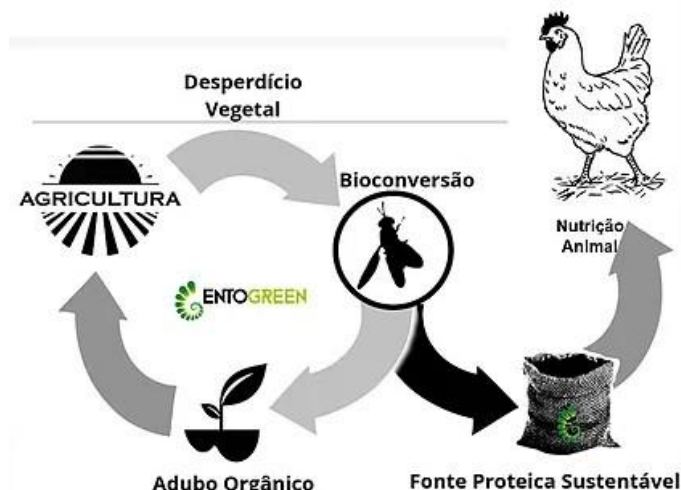 Desperdício
Vegetal
AGRICULTURA
Bioconversão
Nutrição
Animal
ENTOGREEN
Adubo Orgânico
Fonte Proteica Sustentável